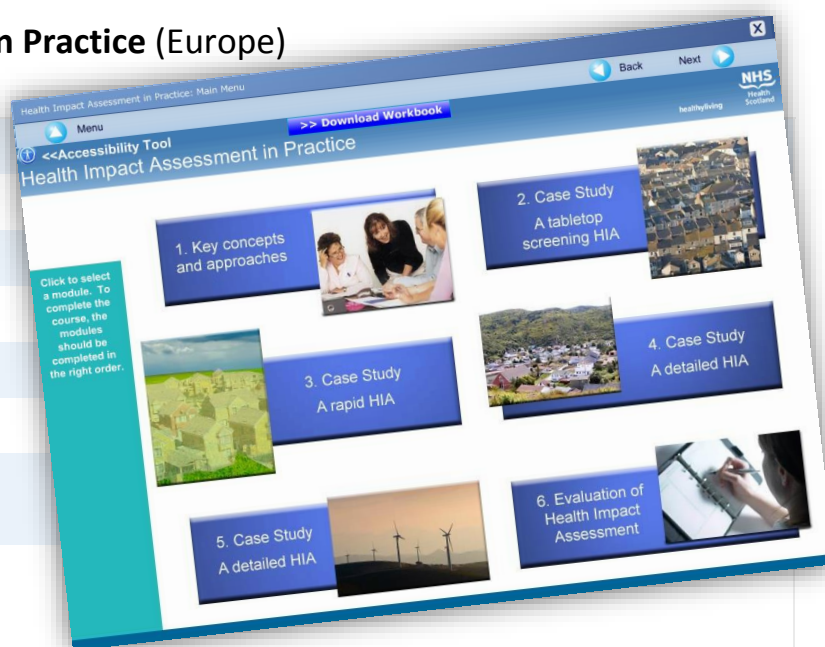 n Practice (Europe)
Health Impact Assessment in Practice: Main Menu
X
Menu
>> Download Workbook
Back
Next
<<Accessibility Tool
healthyliving
NHS
Health
Scotland
Health Impact Assessment in Practice
Click to select
a module. To
complete the
course, the
modules
should be
completed in
the right order.
1. Key concepts
and approaches
2. Case Study
A tabletop
screening HIA
3. Case Study
A rapid HIA
4. Case Study
A detailed HIA
5. Case Study
A detailed HIA
6. Evaluation of
Health Impact
Assessment